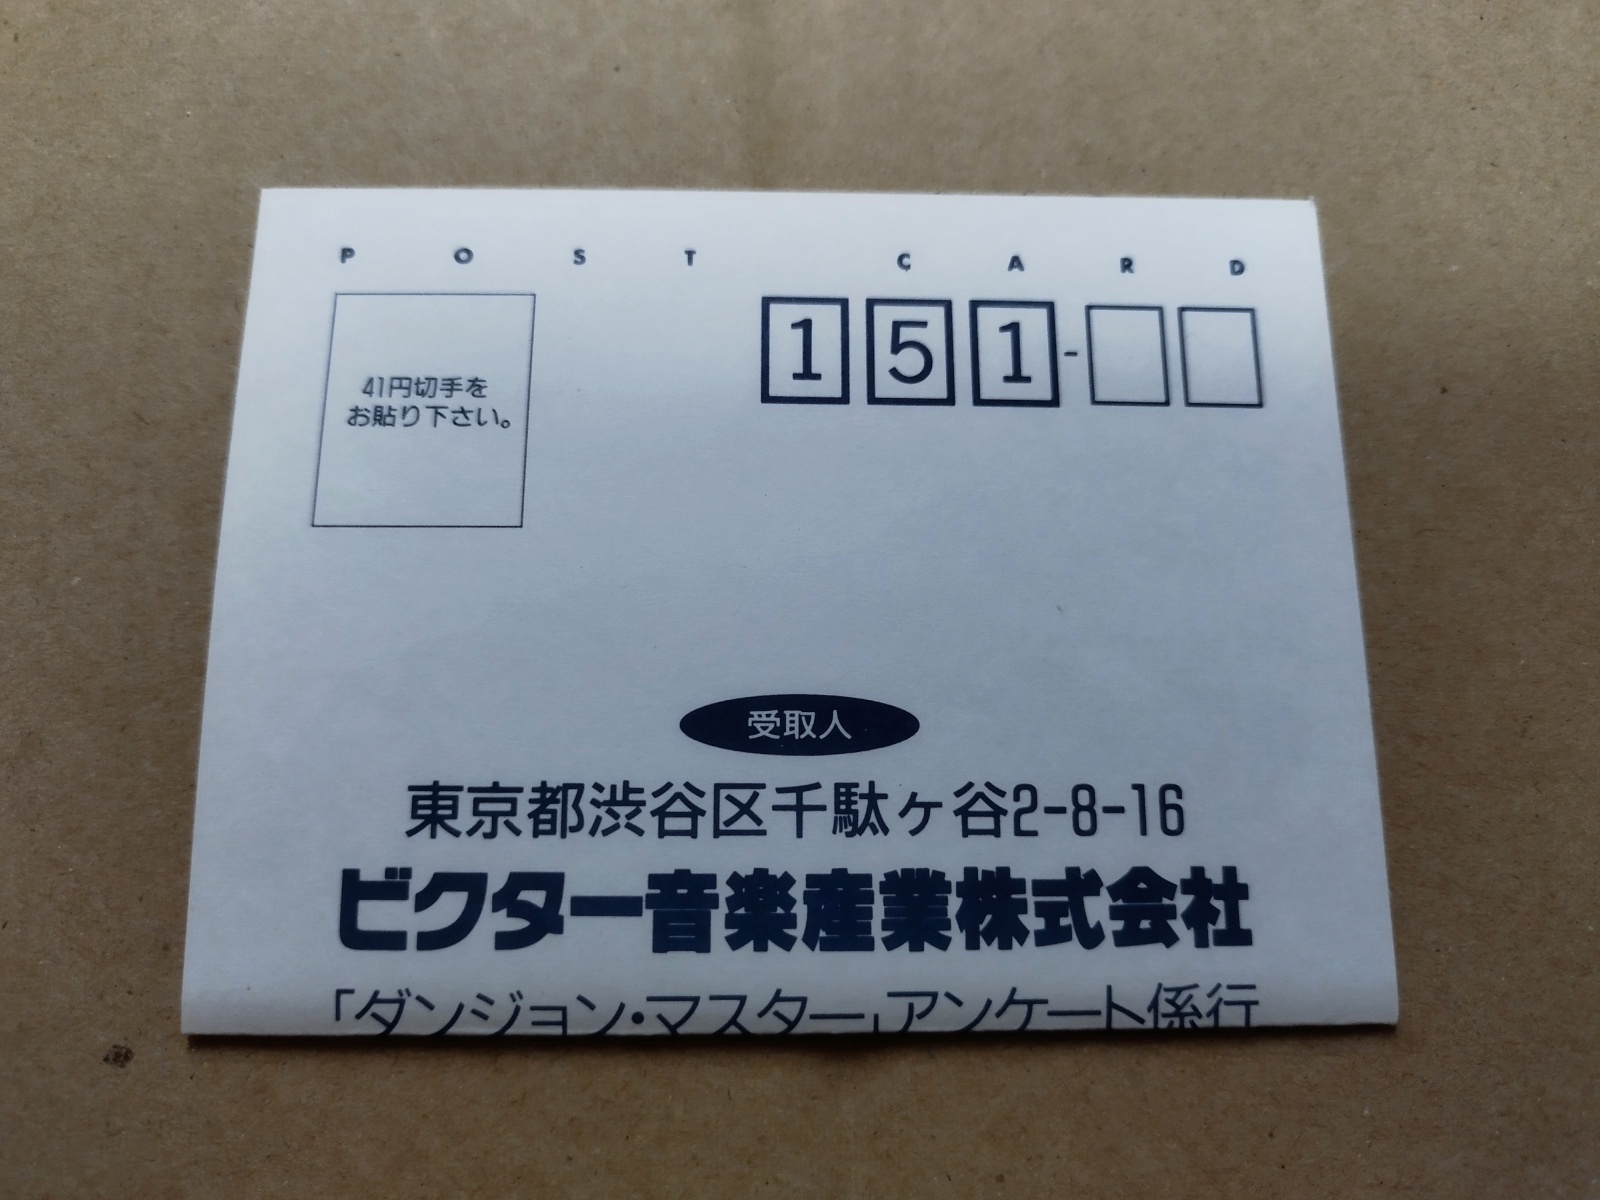 POST CARD
151-
41円切手を
お貼り下さい。
受取人
東京都渋谷区千駄ヶ谷2-8-16
ビクター音楽産業株式会社
「ダンジョン・マスター」アンケート係行